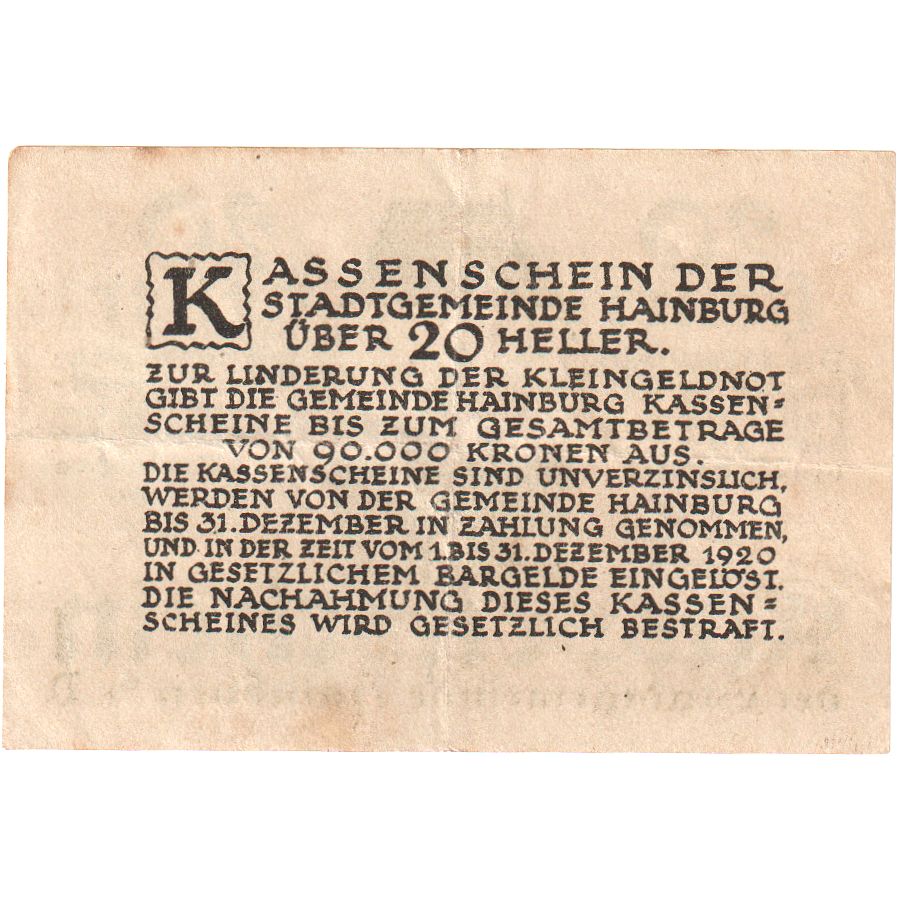 KASSENSCHEIN DER
STADTGEMEINDE HAINBURG
ÜBER 20 HELLER.
ZUR LINDERUNG DER KLEINGELDNOT
GIBT DIE GEMEINDE HAINBURG KASSEN=
SCHEINE BIS ZUM GESAMTBETRAGE
VON 90.000 KRONEN AUS.
DIE KASSENSCHEINE SIND UNVERZINSLICH,
WERDEN VON DER GEMEINDE HAINBURG
BIS 31. DEZEMBER IN ZAHLUNG GENOMMEN,
UND IN DER ZEIT VOM 1. BIS 31. DEZEMBER 1920
IN GESETZLICHEM BARGELDE EINGELÖST.
DIE NACHAHMUNG DIESES KASSEN=
SCHEINES WIRD GESETZLICH BESTRAFT.